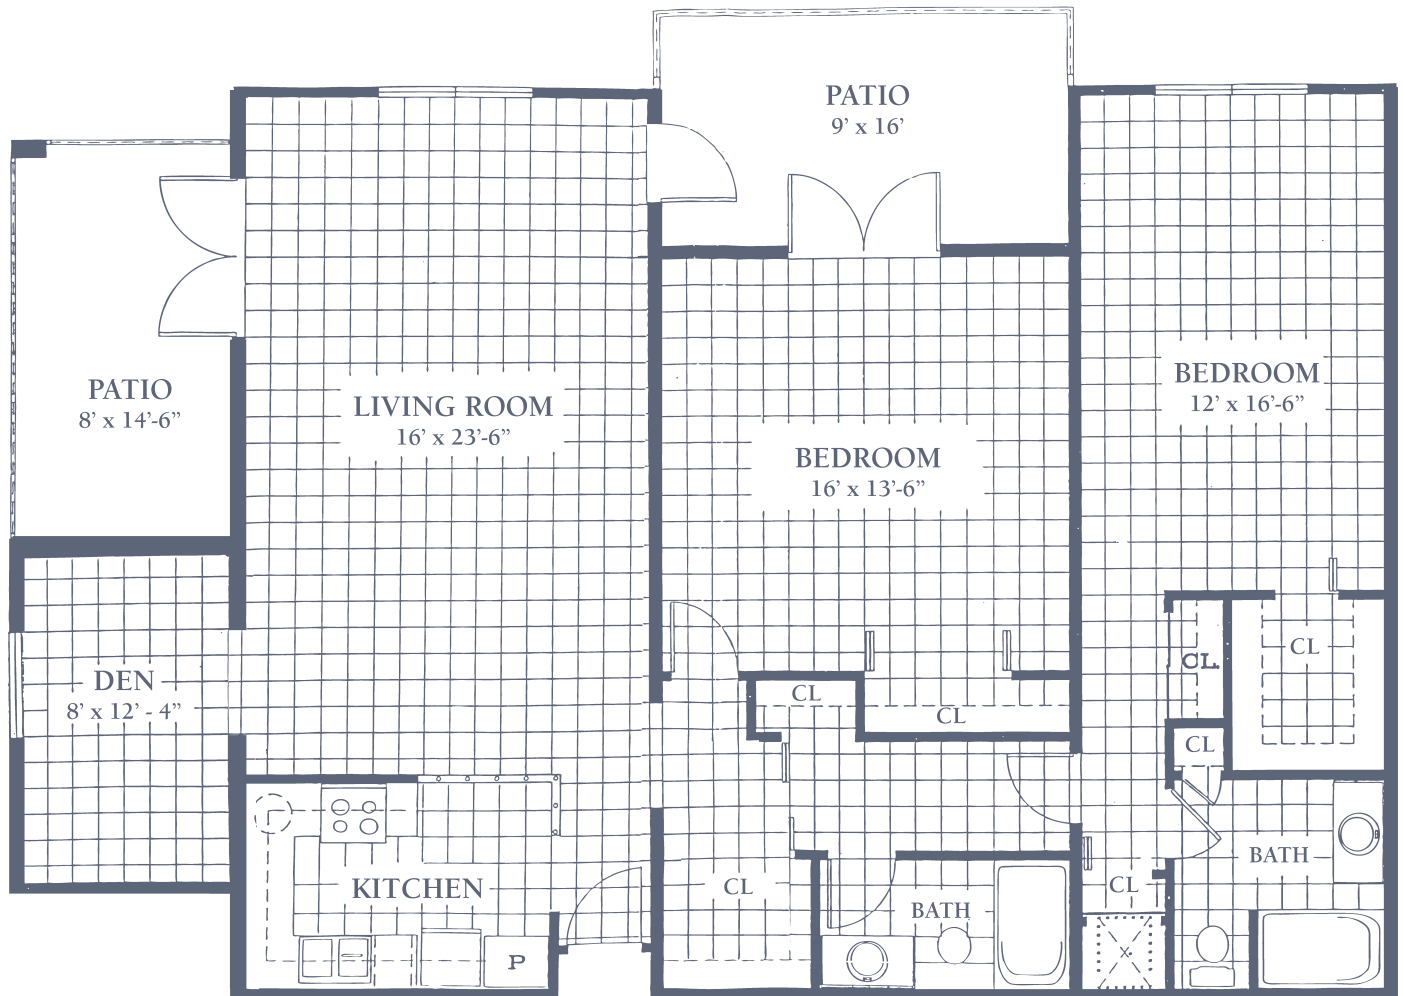 PATIO
9’ x 16’
PATIO
8’ x 14’-6”
LIVING ROOM
16’ x 23’-6”
BEDROOM
16’ x 13’-6”
BEDROOM
12’ x 16’-6”
DEN
8’ x 12’ - 4”
CL
CL
CL
CL
CL
KITCHEN
P
CL
BATH
CL
BATH
X